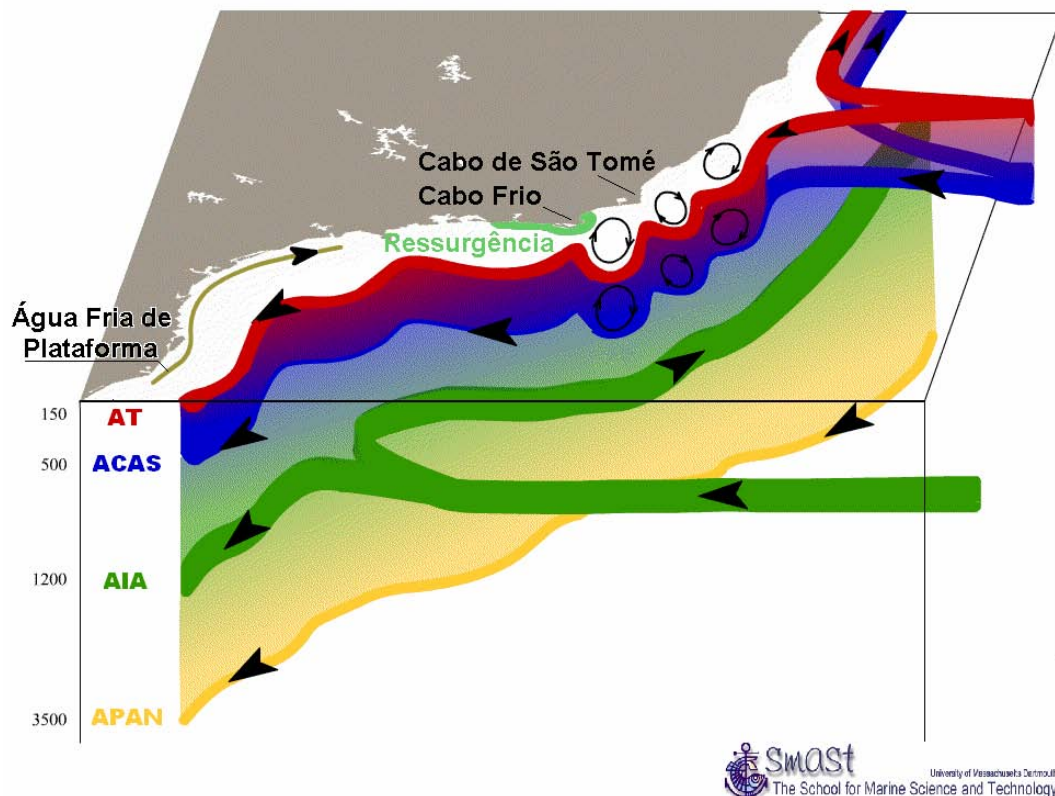 Cabo de São Tomé
Cabo Frio
Ressurgência
Água Fria de
Plataforma
150
AT
500
ACAS
1200
AIA
3500
APAN
SMASt
University of Massachusetts Dartmouth
The School for Marine Science and Technology